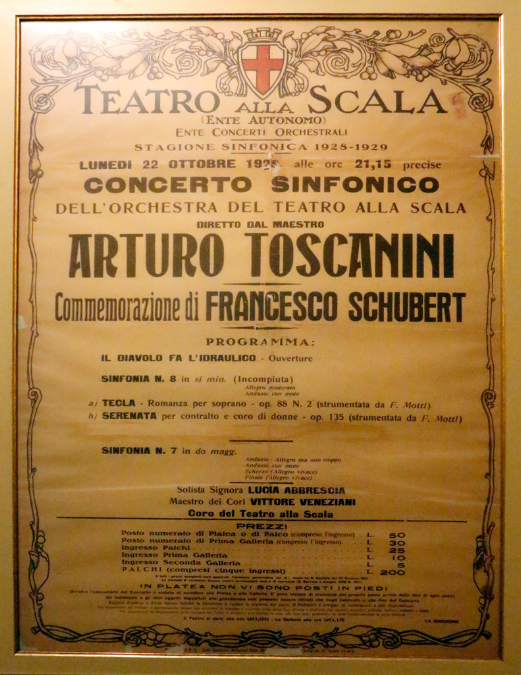 TEATRO ALLA SCALA
(ENTE AUTONOMO)
ENTE CONCERTI ORCHESTRALI
STAGIONE SINFONICA 1928-1929
LUNEDI 22 OTTOBRE 1928 alle ore 21,15 precise
CONCERTO SINFONICO
DELL'ORCHESTRA DEL TEATRO ALLA SCALA
DIRETTO DAL MAESTRO
ARTURO TOSCANINI
Commemorazione di FRANCESCO SCHUBERT
PROGRAMMA:
IL DIAVOLO FA L'IDRAULICO - Ouverture
SINFONIA N. 8 in si min. (Incompiuta)
Allegro moderato
Andante con moto
a) TECLA - Romanza per soprano - op. 88 N. 2 (strumentata da F. Mottl)
b) SERENATA per contralto e coro di donne - op. 135 (strumentata da F. Mottl)
SINFONIA N. 7 in do magg.
Andante - Allegro ma non troppo
Andante con moto
Scherzo (Allegro vivace)
Finale (Allegro vivace)
Solista Signora LUCIA ABBRESCIA
Maestro dei Cori VITTORE VENEZIANI
Coro del Teatro alla Scala
PREZZI
Posto numerato di Platea o di Palco (compreso l'ingresso) L. 50
Posto numerato di Prima Galleria (compreso l'ingresso) L. 30
Ingresso Palchi L. 25
Ingresso Prima Galleria L. 10
Ingresso Seconda Galleria L. 5
PALCHI (compresi cinque ingressi) L. 200
IN PLATEA NON VI SONO POSTI IN PIEDI
LA DIREZIONE